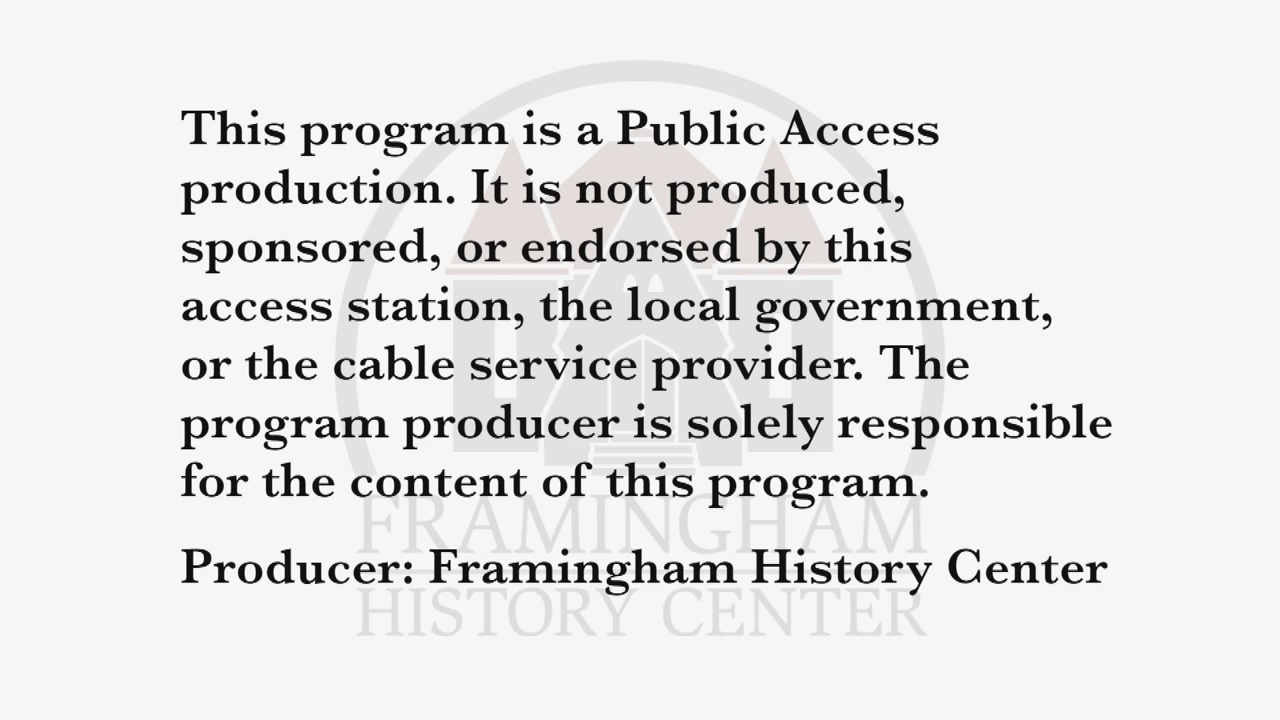 This program is a Public Access
production. It is not produced,
sponsored, or endorsed by this
access station, the local government,
or the cable service provider. The
program producer is solely responsible
for the content of this program.
FRAMINGHAM
Producer: Framingham History Center
HISTORY CENTER